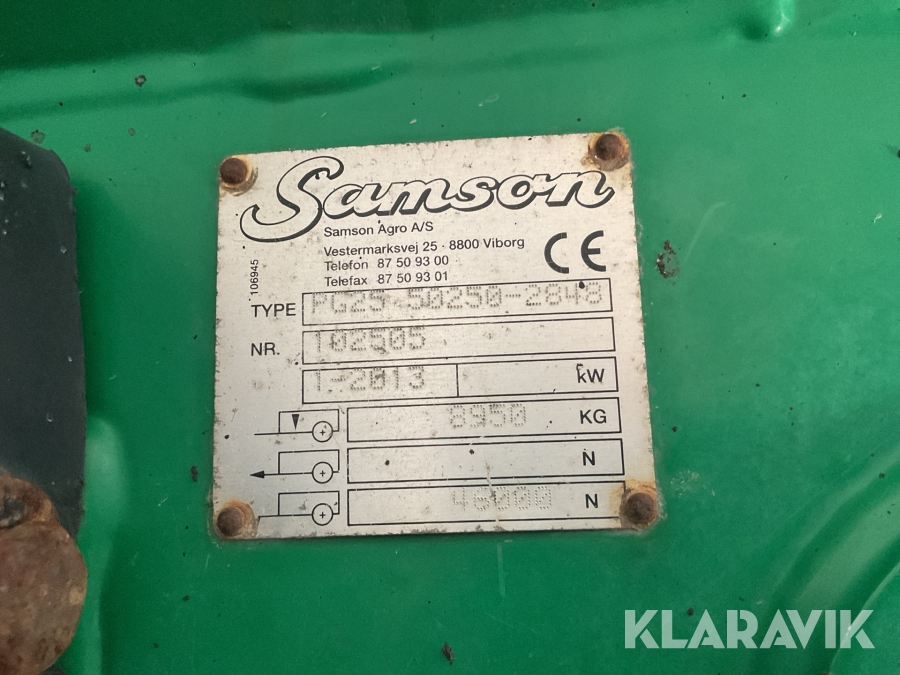 Samson
Samson Agro A/S
Vestermarksvej 25 · 8800 Viborg
Telefon 87 50 93 00
Telefax 87 50 93 01
CE
106945
TYPE PG25-50250-2848
NR. 102505
1-2013 kW
8950 KG
N
46000 N
KLARAVIK